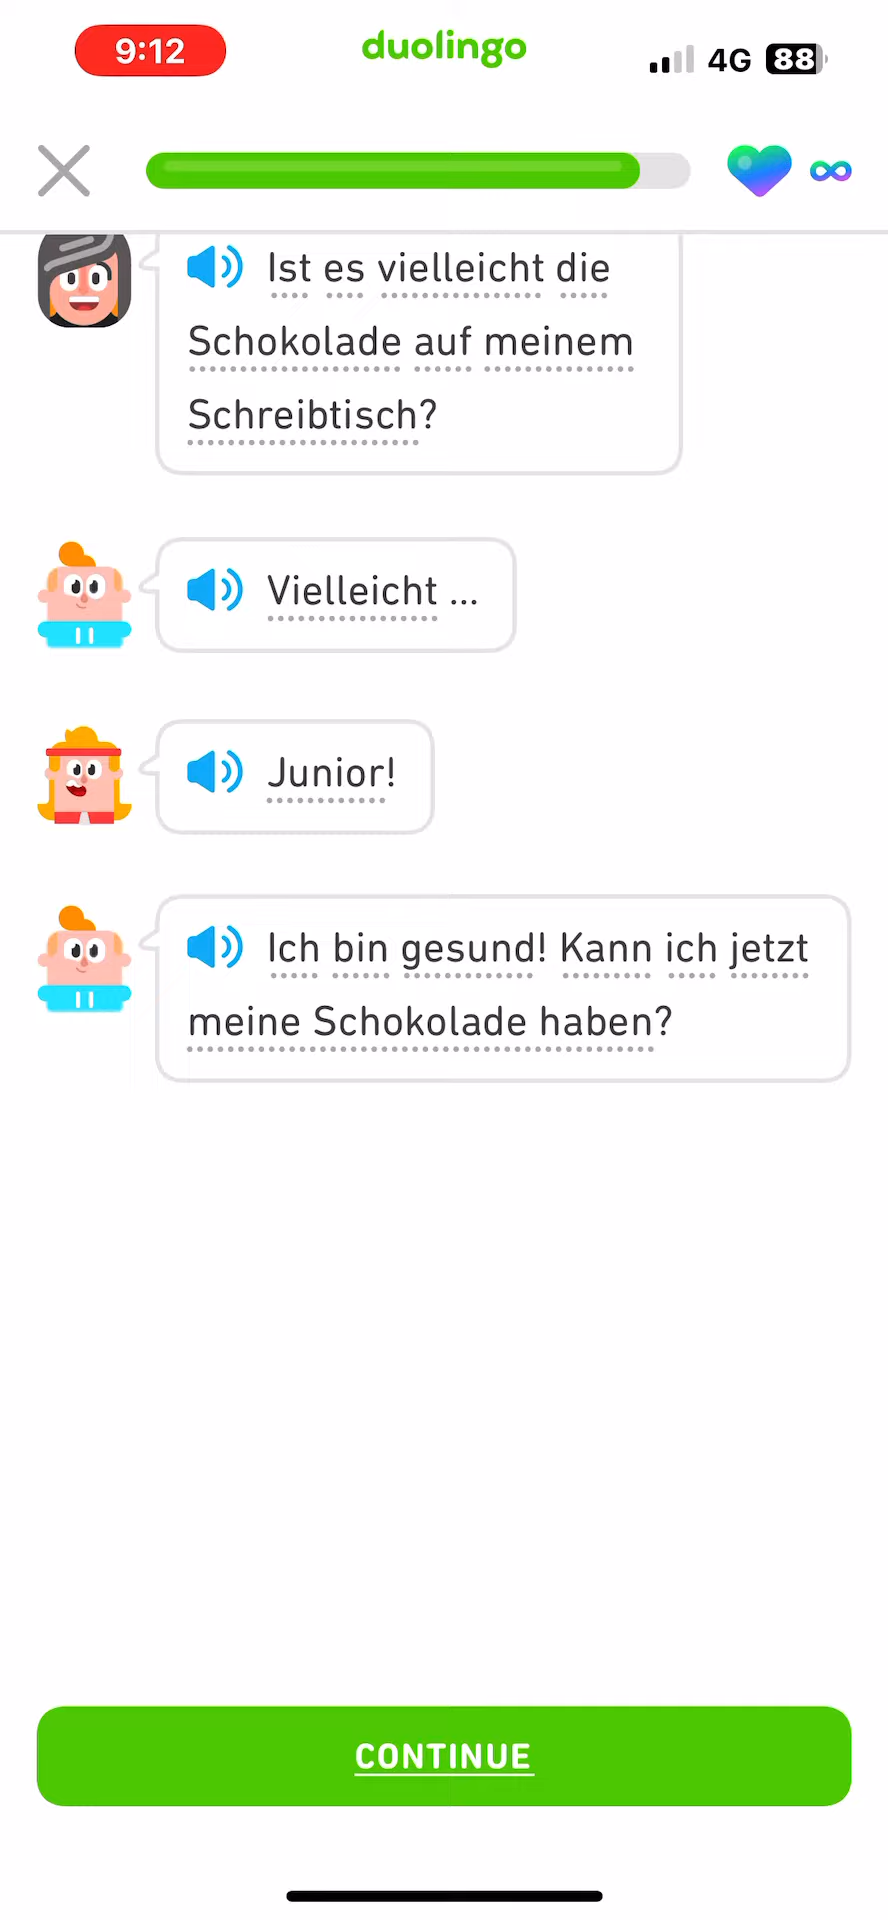 9:12
duolingo
4G
88
Ist es vielleicht die
Schokolade auf meinem
Schreibtisch?
Vielleicht ...
Junior!
Ich bin gesund! Kann ich jetzt
meine Schokolade haben?
CONTINUE